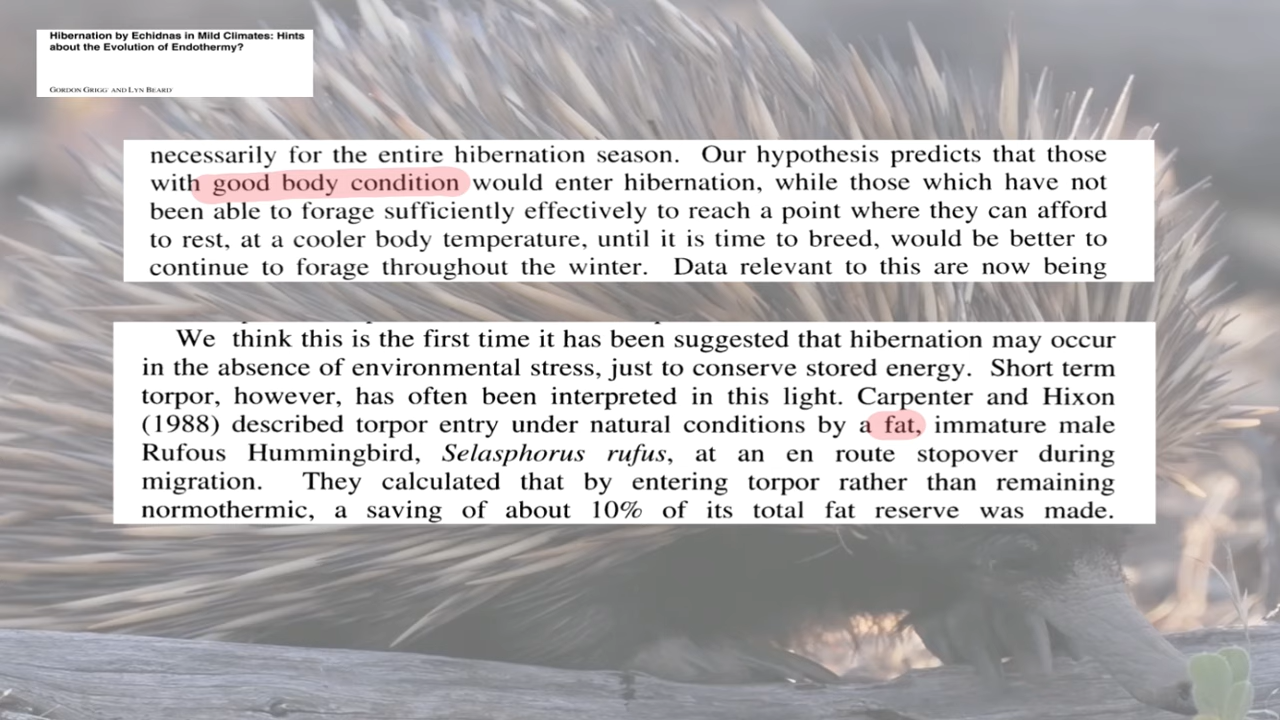 Hibernation by Echidnas in Mild Climates: Hints
about the Evolution of Endothermy?
GORDON GRIGG AND LYN BEARD
necessarily for the entire hibernation season. Our hypothesis predicts that those
with good body condition would enter hibernation, while those which have not
been able to forage sufficiently effectively to reach a point where they can afford
to rest, at a cooler body temperature, until it is time to breed, would be better to
continue to forage throughout the winter. Data relevant to this are now being
We think this is the first time it has been suggested that hibernation may occur
in the absence of environmental stress, just to conserve stored energy. Short term
torpor, however, has often been interpreted in this light. Carpenter and Hixon
(1988) described torpor entry under natural conditions by a fat, immature male
Rufous Hummingbird, Selasphorus rufus, at an en route stopover during
migration. They calculated that by entering torpor rather than remaining
normothermic, a saving of about 10% of its total fat reserve was made.